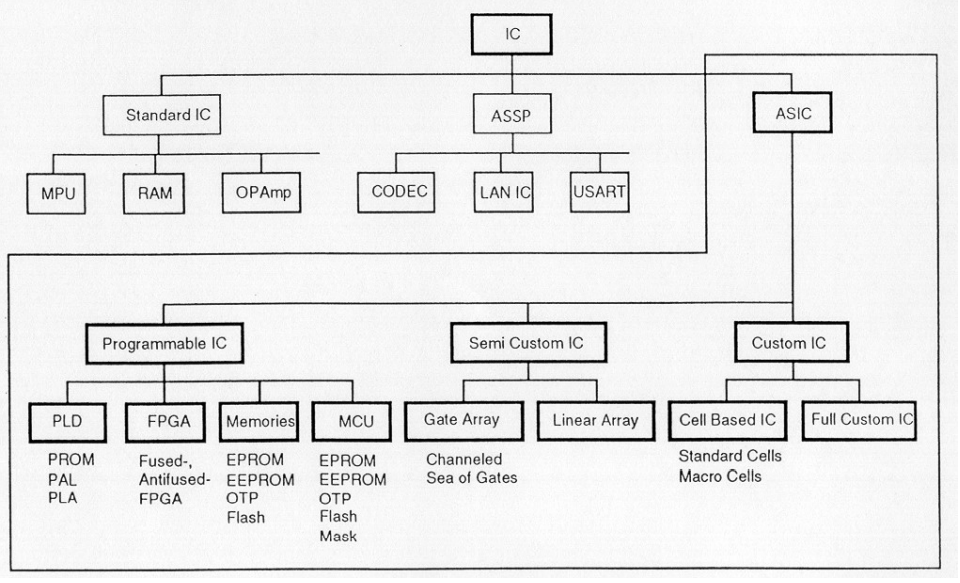 IC
Standard IC
ASSP
ASIC
MPU
RAM
OPAmp
CODEC
LAN IC
USART
Programmable IC
Semi Custom IC
Custom IC
PLD
FPGA
Memories
MCU
Gate Array
Linear Array
Cell Based IC
Full Custom IC
PROM
PAL
PLA
Fused-,
Antifused-
FPGA
EPROM
EEPROM
OTP
Flash
EPROM
EEPROM
OTP
Flash
Mask
Channeled
Sea of Gates
Standard Cells
Macro Cells